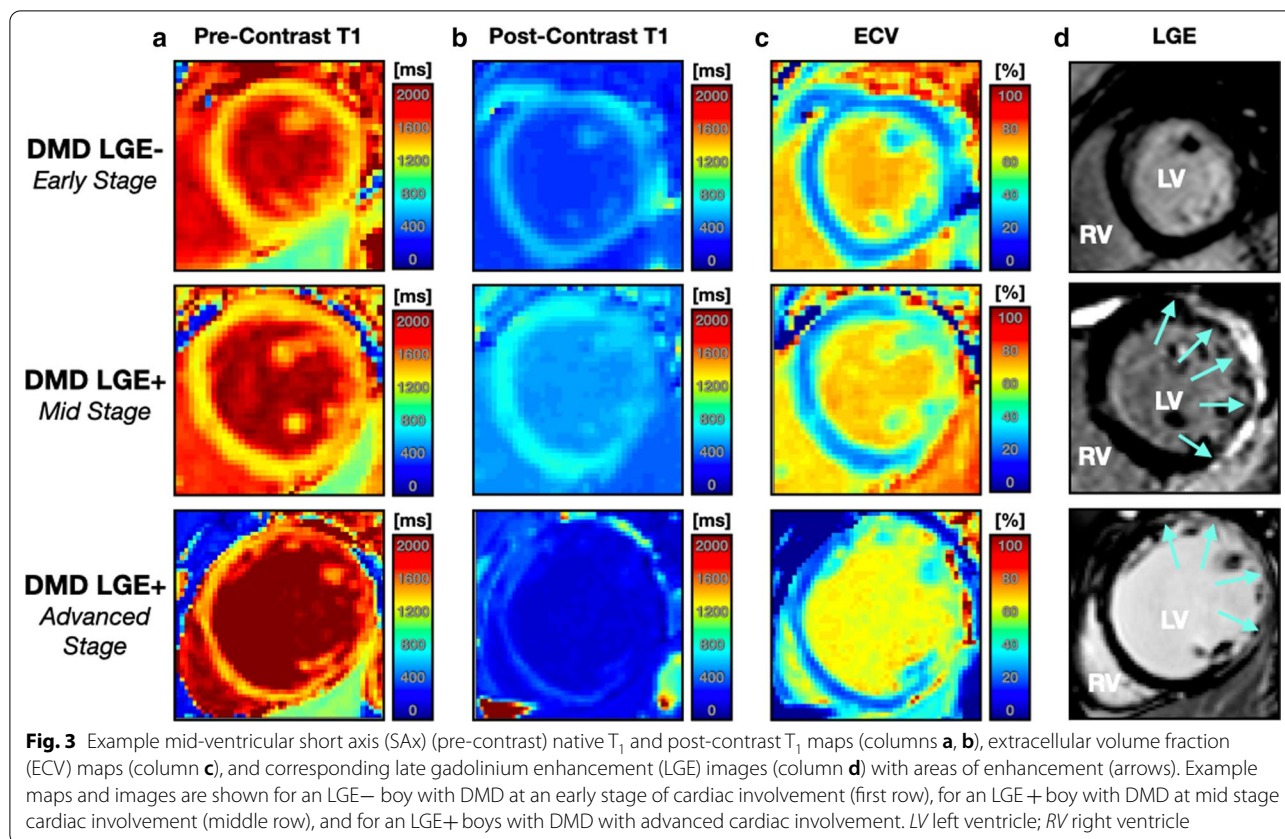 a Pre-Contrast T1 b Post-Contrast T1 c ECV d LGE
[ms] [ms] [%]
2000 2000 100
1600 1600 80
1200 1200 60
800 800 40
400 400 20
0 0 0
DMD LGE-
Early Stage
LV
RV
[ms] [ms] [%]
2000 2000 100
1600 1600 80
1200 1200 60
800 800 40
400 400 20
0 0 0
DMD LGE+
Mid Stage
LV
RV
[ms] [ms] [%]
2000 2000 100
1600 1600 80
1200 1200 60
800 800 40
400 400 20
0 0 0
DMD LGE+
Advanced
Stage
LV
RV
Fig. 3 Example mid-ventricular short axis (SAx) (pre-contrast) native T₁ and post-contrast T₁ maps (columns a, b), extracellular volume fraction
(ECV) maps (column c), and corresponding late gadolinium enhancement (LGE) images (column d) with areas of enhancement (arrows). Example
maps and images are shown for an LGE− boy with DMD at an early stage of cardiac involvement (first row), for an LGE+ boy with DMD at mid stage
cardiac involvement (middle row), and for an LGE+ boys with DMD with advanced cardiac involvement. LV left ventricle; RV right ventricle